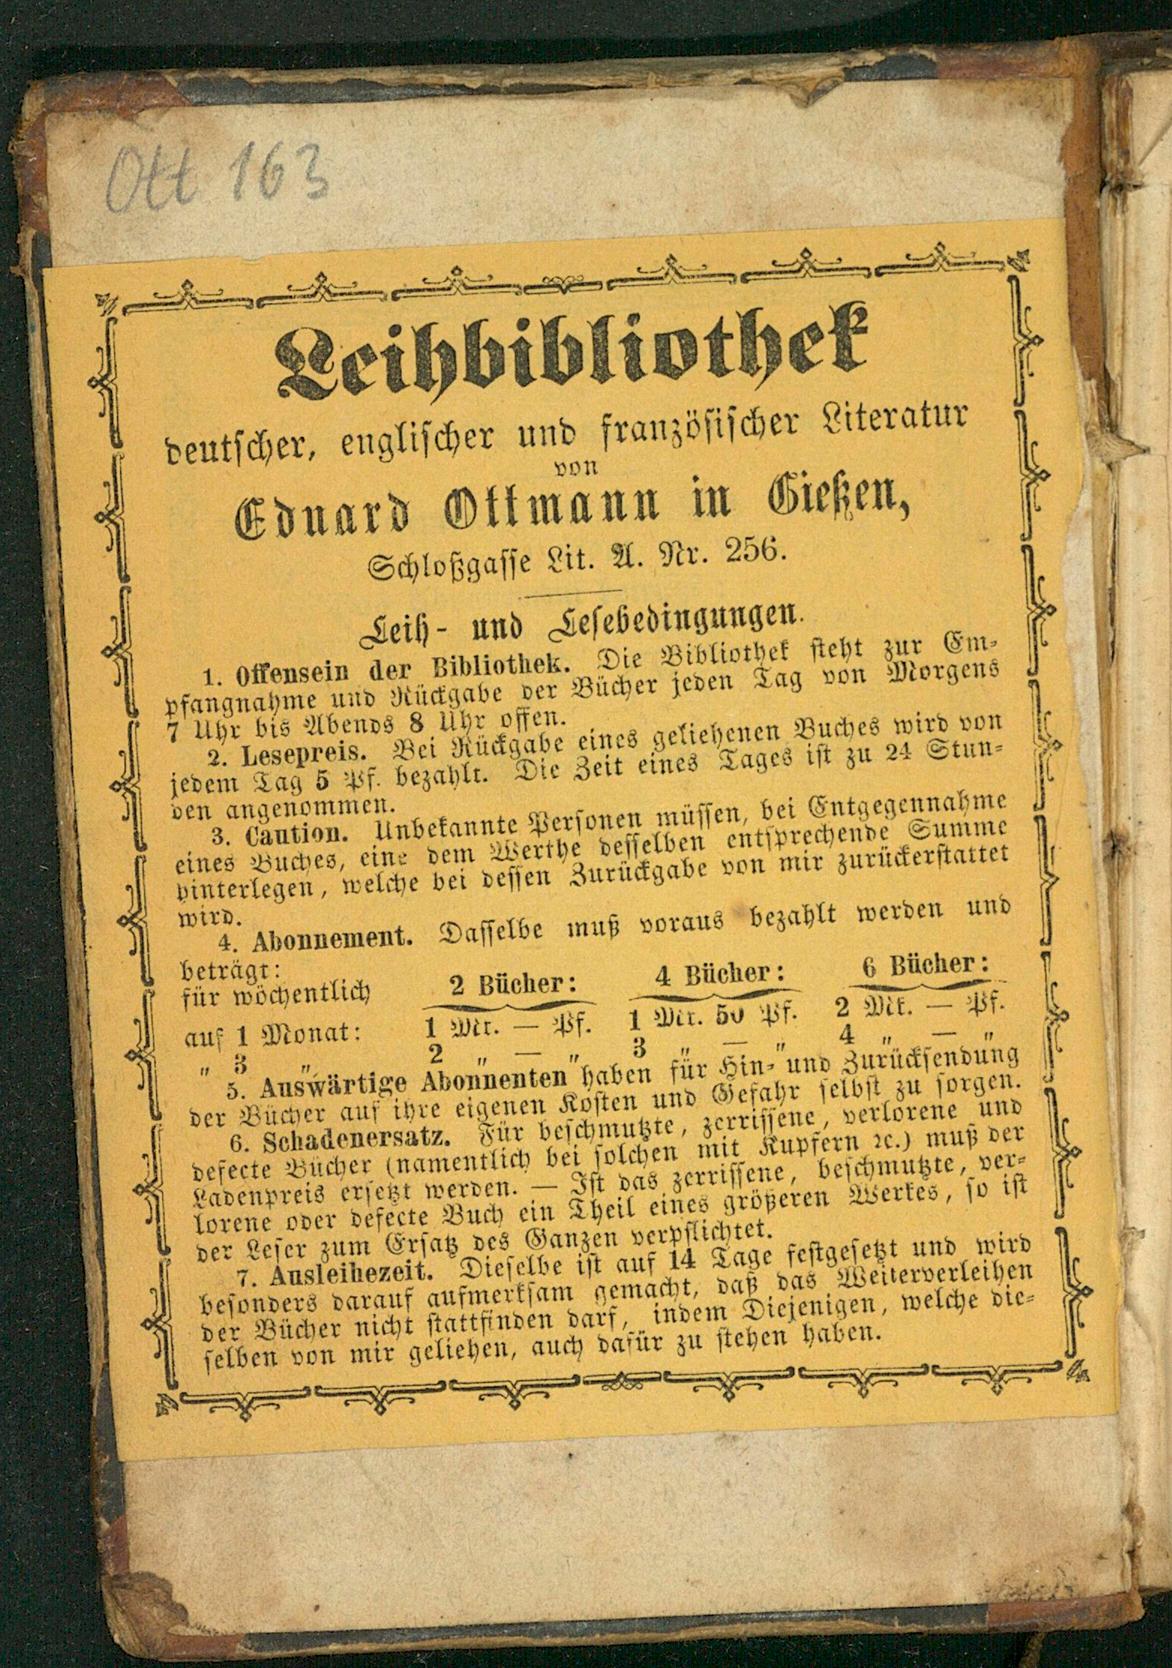 Ott 163
Leihbibliothek
deutscher, englischer und französischer Literatur
von
Eduard Ottmann in Gießen,
Schloßgasse Lit. A. Nr. 256.
Leih- und Lesebedingungen.
1. Offensein der Bibliothek. Die Bibliothek steht zur Em-
pfangnahme und Rückgabe der Bücher jeden Tag von Morgens
7 Uhr bis Abends 8 Uhr offen.
2. Lesepreis. Bei Rückgabe eines geliehenen Buches wird von
jedem Tag 5 Pf. bezahlt. Die Zeit eines Tages ist zu 24 Stun-
den angenommen.
3. Caution. Unbekannte Personen müssen, bei Entgegennahme
eines Buches, eine dem Werthe desselben entsprechende Summe
hinterlegen, welche bei dessen Zurückgabe von mir zurückerstattet
wird.
4. Abonnement. Dasselbe muß voraus bezahlt werden und
beträgt:
für wöchentlich 2 Bücher: 4 Bücher: 6 Bücher:
auf 1 Monat: 1 Mk. — Pf. 1 Mk. 50 Pf. 2 Mk. — Pf.
„ 3 „ 2 „ — „ 3 „ — „ 4 „ — „
5. Auswärtige Abonnenten haben für Hin- und Zurücksendung
der Bücher auf ihre eigenen Kosten und Gefahr selbst zu sorgen.
6. Schadenersatz. Für beschmutzte, zerrissene, verlorene und
defecte Bücher (namentlich bei solchen mit Kupfern ꝛc.) muß der
Ladenpreis ersetzt werden. — Ist das zerrissene, beschmutzte, ver-
lorene oder defecte Buch ein Theil eines größeren Werkes, so ist
der Leser zum Ersatz des Ganzen verpflichtet.
7. Ausleihezeit. Dieselbe ist auf 14 Tage festgesetzt und wird
besonders darauf aufmerksam gemacht, daß das Weiterverleihen
der Bücher nicht stattfinden darf, indem Diejenigen, welche die-
selben von mir geliehen, auch dafür zu stehen haben.